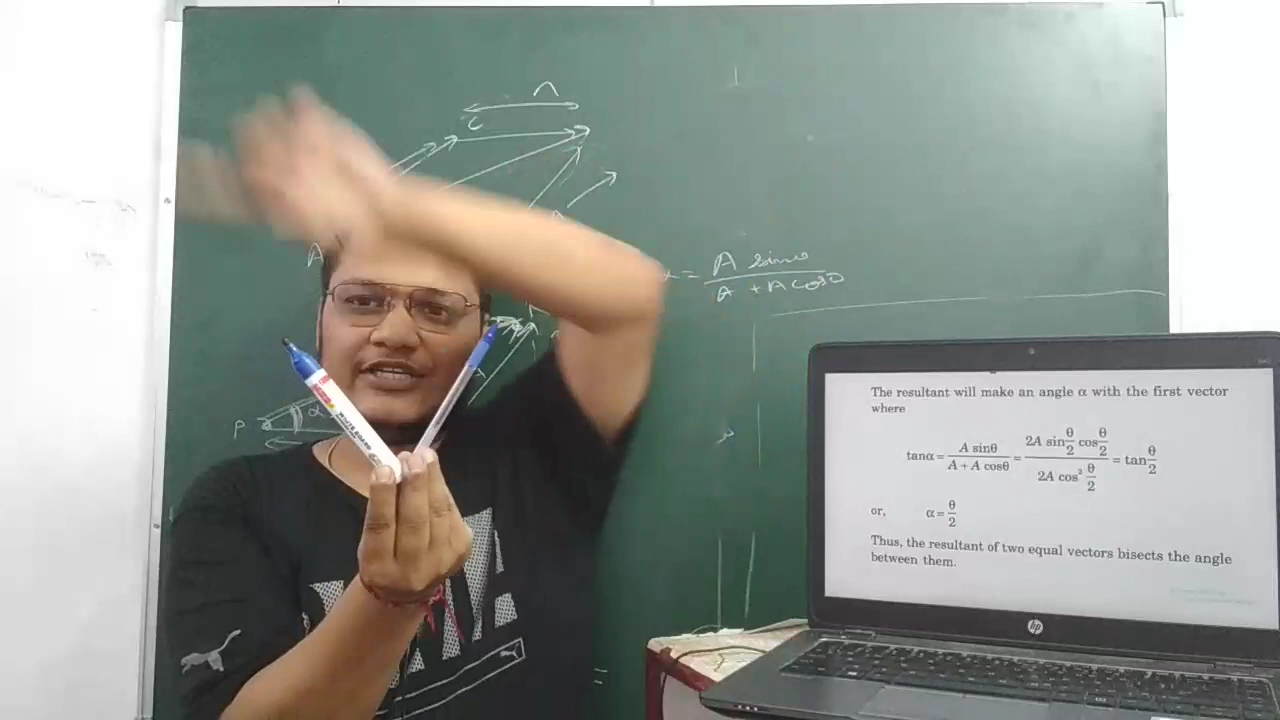 A
C
A
A
α = A sinθ / A + A cosθ
P
α
WHITE BOARD
The resultant will make an angle α with the first vector
where
tanα = A sinθ / A + A cosθ = 2A sin θ/2 cos θ/2 / 2A cos² θ/2 = tan θ/2
or, α = θ/2
Thus, the resultant of two equal vectors bisects the angle
between them.
hp